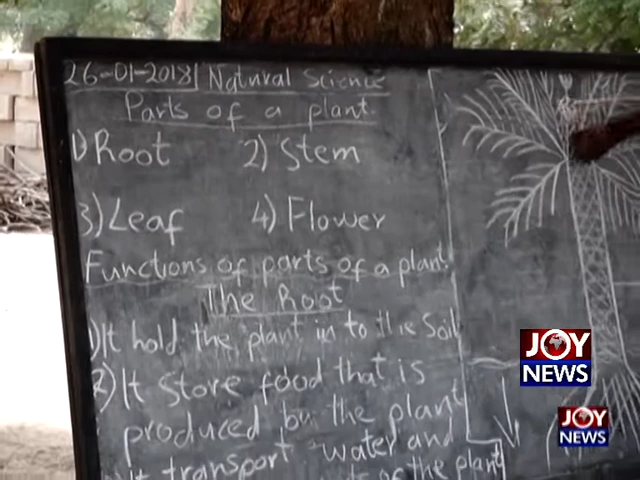 26-01-2018| Natural Science
Parts of a plant.
1) Root 2) Stem
3) Leaf 4) Flower
Functions of parts of a plant.
The Root
1) It hold the plant in to the Soil
2) It store food that is
produced by the plant
it transport water and
of the plant
JOY
NEWS
JOY
NEWS